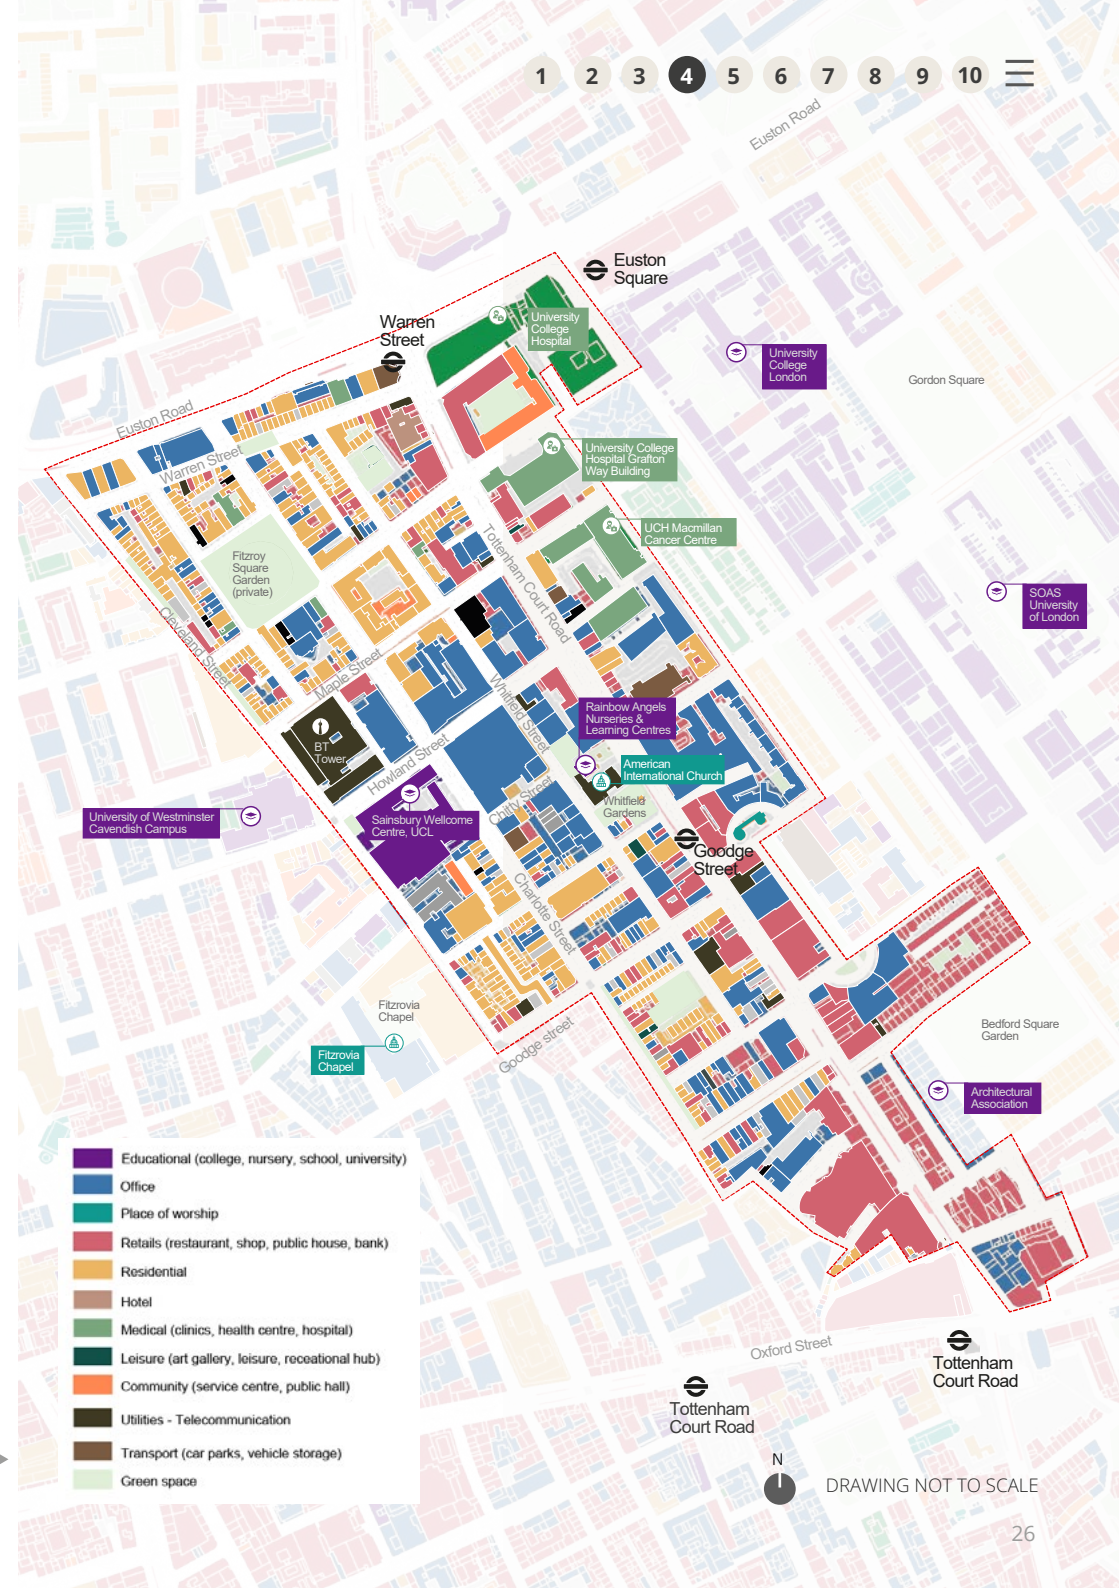 1 2 3 4 5 6 7 8 9 10
Euston Road
Euston
Square
Warren
Street
University
College
Hospital
University
College
London
Gordon Square
Euston Road
Warren Street
University College
Hospital Grafton
Way Building
UCH Macmillan
Cancer Centre
Tottenham Court Road
Fitzroy
Square
Garden
(private)
SOAS
University
of London
Cleveland Street
Maple Street
Whitfield Street
Rainbow Angels
Nurseries &
Learning Centres
BT
Tower
Howland Street
American
International Church
Chitty Street
Whitfield
Gardens
University of Westminster
Cavendish Campus
Sainsbury Wellcome
Centre, UCL
Goodge
Street
Charlotte Street
Fitzrovia
Chapel
Fitzrovia
Chapel
Goodge street
Bedford Square
Garden
Architectural
Association
Educational (college, nursery, school, university)
Office
Place of worship
Retails (restaurant, shop, public house, bank)
Residential
Hotel
Medical (clinics, health centre, hospital)
Leisure (art gallery, leisure, receational hub)
Community (service centre, public hall)
Utilities - Telecommunication
Transport (car parks, vehicle storage)
Green space
Oxford Street
Tottenham
Court Road
Tottenham
Court Road
N
DRAWING NOT TO SCALE
26